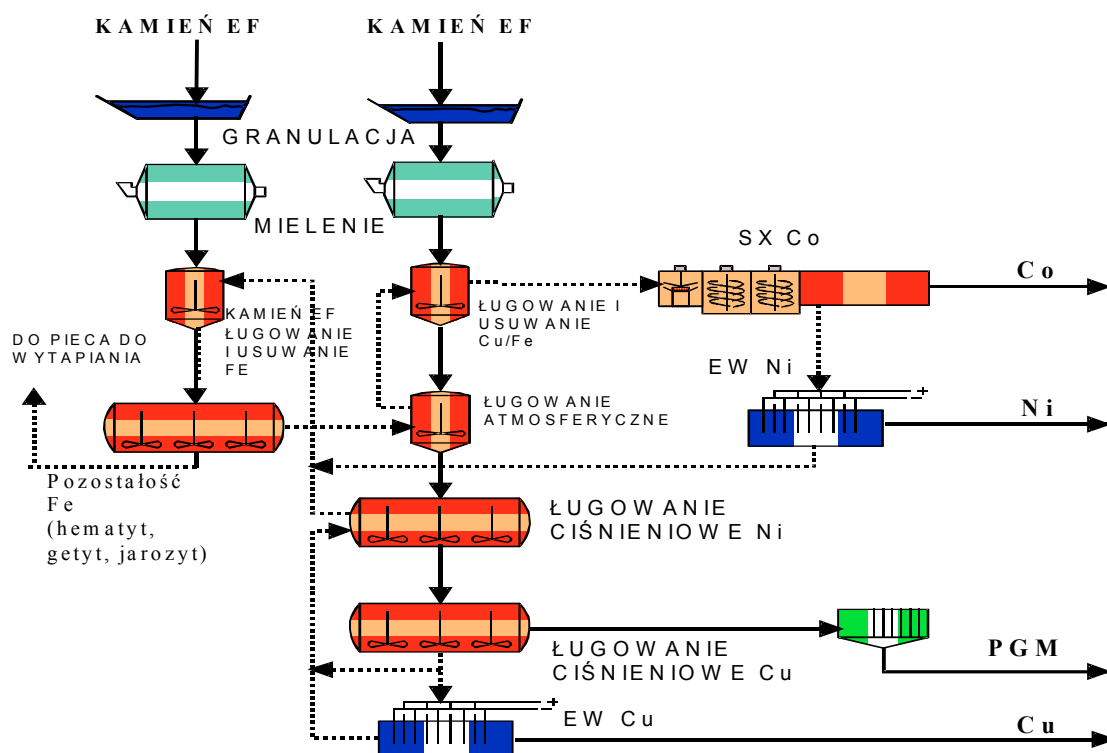 KAMIEŃ EF
KAMIEŃ EF
GRANULACJA
MIELENIE
SX Co
Co
KAMIEŃ EF
ŁUGOWANIE
I USUWANIE
FE
ŁUGOWANIE I
USUWANIE
Cu/Fe
DO PIECA DO
WYTAPIANIA
EW Ni
+
-
Ni
ŁUGOWANIE
ATMOSFERYCZNE
Pozostałość
Fe
(hematyt,
getyt, jarozyt)
ŁUGOWANIE
CIŚNIENIOWE Ni
ŁUGOWANIE
CIŚNIENIOWE Cu
PGM
+
-
EW Cu
Cu